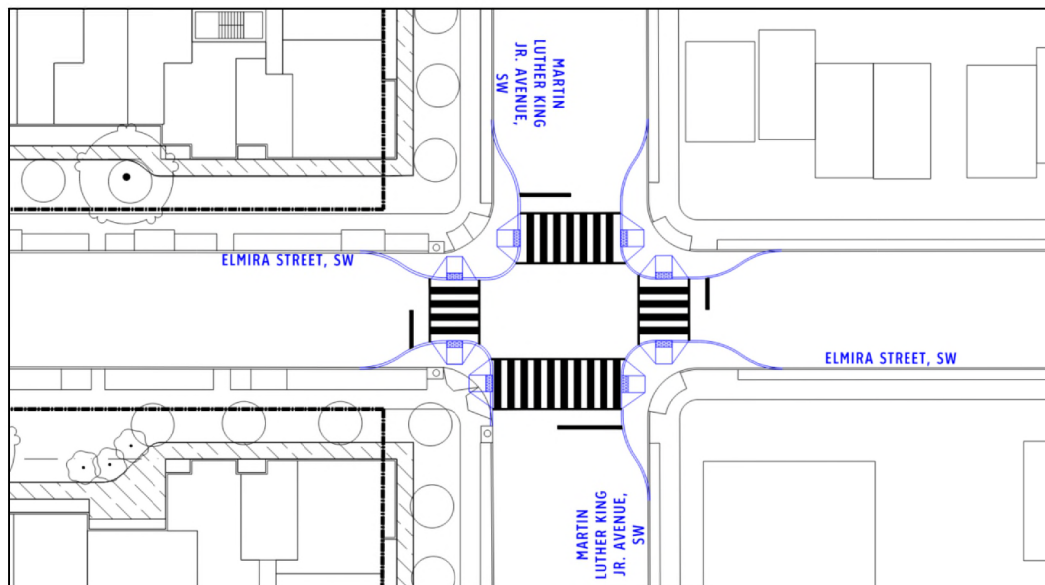 MARTIN
LUTHER KING
JR. AVENUE,
SW
ELMIRA STREET, SW
ELMIRA STREET, SW
MARTIN
LUTHER KING
JR. AVENUE,
SW